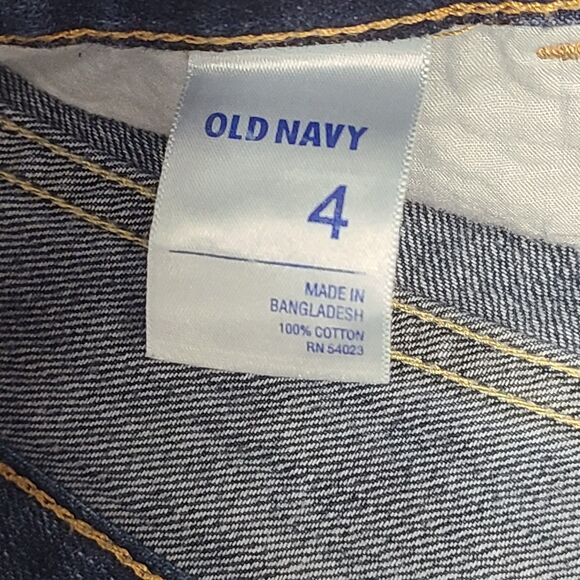 OLD NAVY
4
MADE IN
BANGLADESH
100% COTTON
RN 54023